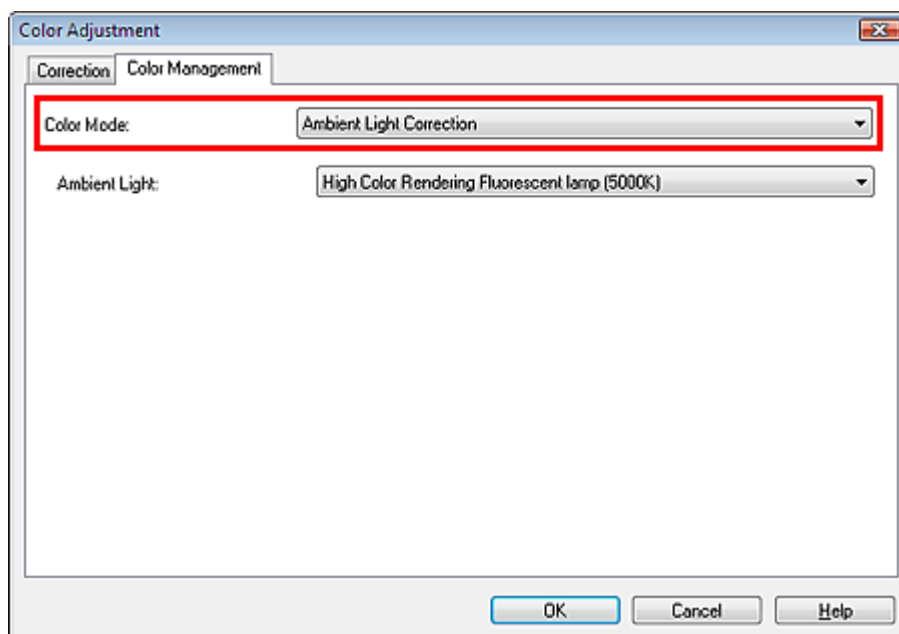 Color Adjustment
Correction Color Management
Color Mode: Ambient Light Correction
Ambient Light: High Color Rendering Fluorescent lamp (5000K)
OK Cancel Help